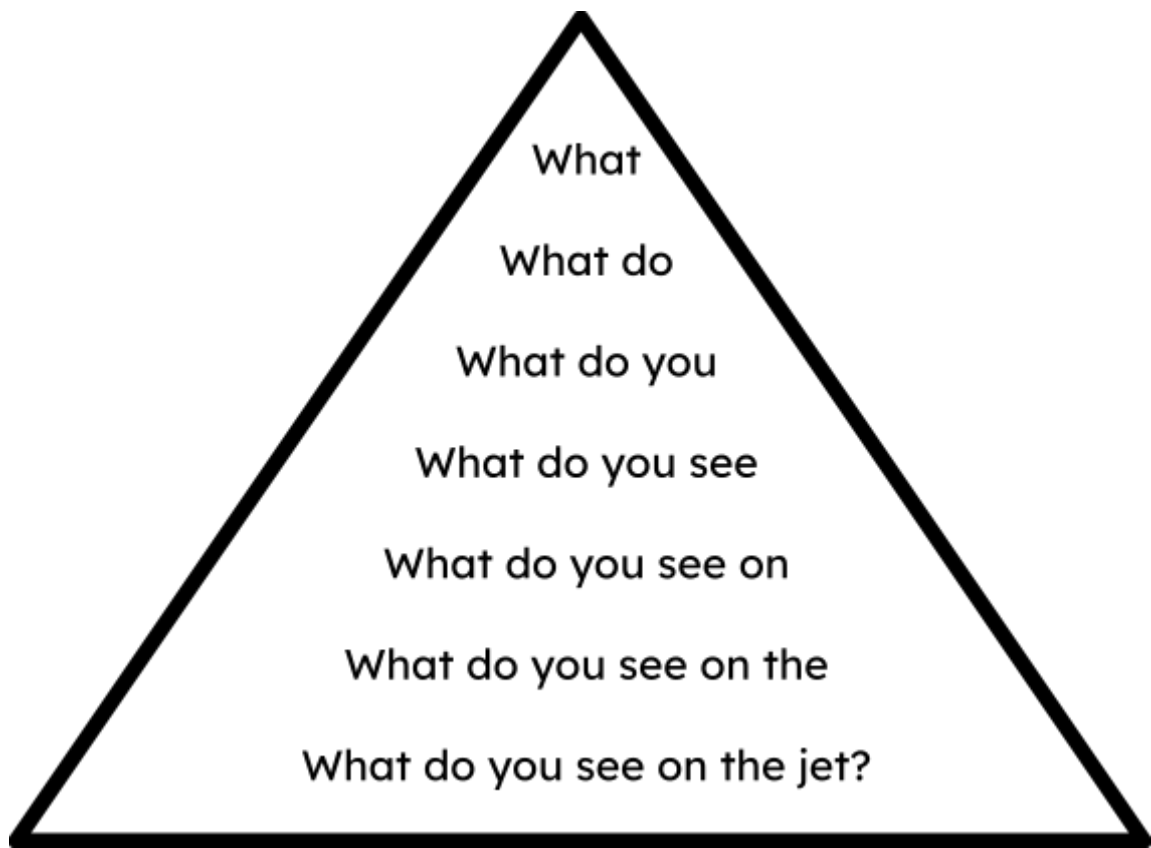 What
What do
What do you
What do you see
What do you see on
What do you see on the
What do you see on the jet?